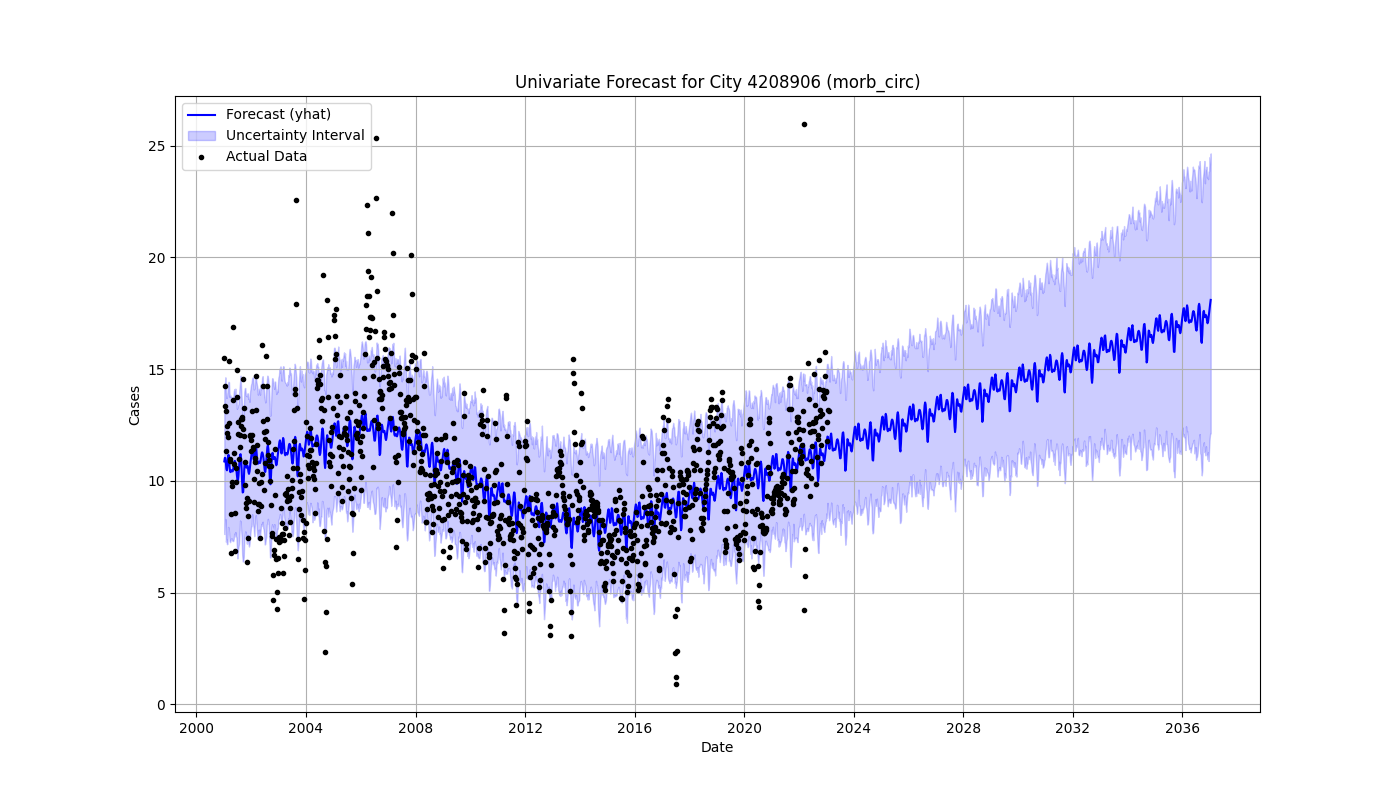 Univariate Forecast for City 4208906 (morb_circ)
Forecast (yhat)
Uncertainty Interval
Actual Data
25
20
15
10
5
0
Cases
2000 2004 2008 2012 2016 2020 2024 2028 2032 2036
Date